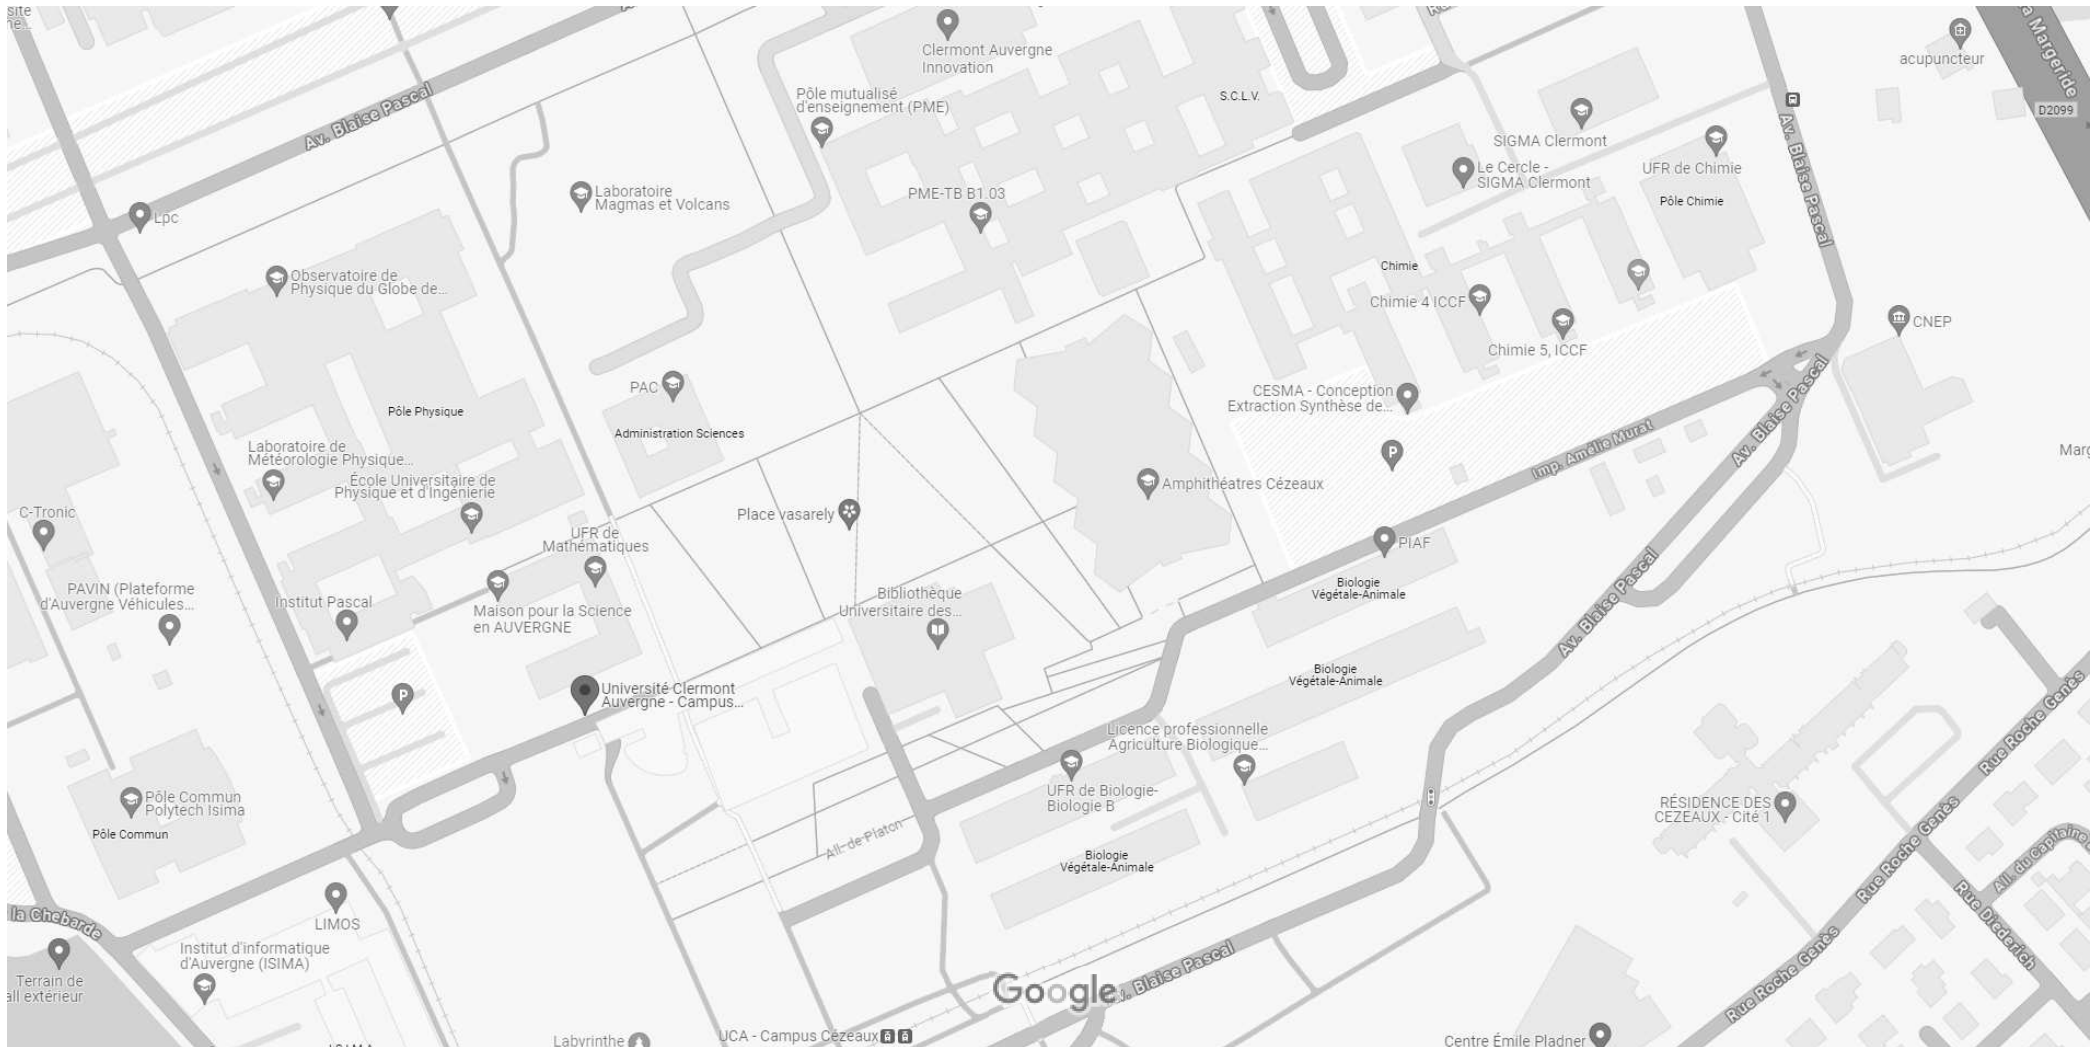 Clermont Auvergne
Innovation
acupuncteur
a Margeride
D2099
Pôle mutualisé
d'enseignement (PME)
S.C.L.V.
Av. Blaise Pascal
SIGMA Clermont
Av. Blaise Pascal
Le Cercle -
SIGMA Clermont
UFR de Chimie
Pôle Chimie
Laboratoire
Magmas et Volcans
PME-TB B1.03
Lpc
Observatoire de
Physique du Globe de...
Chimie
Chimie 4 ICCF
CNEP
Chimie 5, ICCF
PAC
Administration Sciences
Pôle Physique
CESMA - Conception
Extraction Synthèse de...
Av. Blaise Pascal
Imp. Amélie Murat
P
Marg
Laboratoire de
Météorologie Physique...
École Universitaire de
Physique et d'Ingénierie
Amphithéatres Cézeaux
C-Tronic
Place vasarely
UFR de
Mathématiques
PIAF
Biologie
Végétale-Animale
PAVIN (Plateforme
d'Auvergne Véhicules...
Institut Pascal
Maison pour la Science
en AUVERGNE
Bibliothèque
Universitaire des...
Av. Blaise Pascal
Biologie
Végétale-Animale
P
Université Clermont
Auvergne - Campus...
Licence professionnelle
Agriculture Biologique...
Rue Roche Genès
UFR de Biologie-
Biologie B
Pôle Commun
Polytech Isima
Pôle Commun
RÉSIDENCE DES
CEZEAUX - Cité 1
All. de Platon
Biologie
Végétale-Animale
Rue Roche Genès
All. du Capitaine
la Chebarde
LIMOS
Rue Diederich
Institut d'informatique
d'Auvergne (ISIMA)
Rue Roche Genès
Terrain de
all extérieur
Google
v. Blaise Pascal
Labyrinthe
UCA - Campus Cézeaux
Centre Émile Pladner